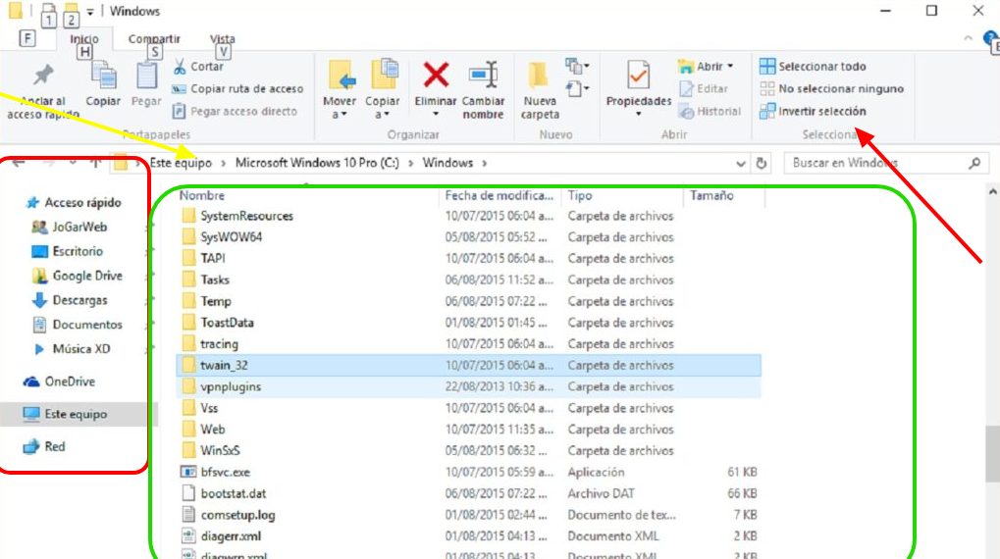 1 2 Windows
F Inicio Compartir Vista
H S V
Anclar al acceso rápido
Copiar
Pegar
Cortar
Copiar ruta de acceso
Pegar acceso directo
Portapapeles
Mover a
Copiar a
Eliminar
Cambiar nombre
Organizar
Nueva carpeta
Nuevo
Propiedades
Abrir
Editar
Historial
Abrir
Seleccionar todo
No seleccionar ninguno
Invertir selección
Selecciona
Este equipo › Microsoft Windows 10 Pro (C:) › Windows ›
Buscar en Windows
Acceso rápido
JoGarWeb
Escritorio
Google Drive
Descargas
Documentos
Música XD
OneDrive
Este equipo
Red
Nombre Fecha de modifica... Tipo Tamaño
SystemResources 10/07/2015 06:04 a... Carpeta de archivos
SysWOW64 05/08/2015 05:52 ... Carpeta de archivos
TAPI 10/07/2015 06:04 a... Carpeta de archivos
Tasks 06/08/2015 11:52 a... Carpeta de archivos
Temp 06/08/2015 07:22 ... Carpeta de archivos
ToastData 01/08/2015 01:45 ... Carpeta de archivos
tracing 10/07/2015 06:04 a... Carpeta de archivos
twain_32 10/07/2015 06:04 a... Carpeta de archivos
vpnplugins 22/08/2013 10:36 a... Carpeta de archivos
Vss 10/07/2015 06:04 a... Carpeta de archivos
Web 10/07/2015 11:35 a... Carpeta de archivos
WinSxS 05/08/2015 06:32 ... Carpeta de archivos
bfsvc.exe 10/07/2015 05:59 a... Aplicación 61 KB
bootstat.dat 06/08/2015 07:22 ... Archivo DAT 66 KB
comsetup.log 01/08/2015 02:44 ... Documento de tex... 7 KB
diagerr.xml 01/08/2015 04:13 ... Documento XML 2 KB
diagwrn.xml 01/08/2015 04:13 ... Documento XML 2 KB